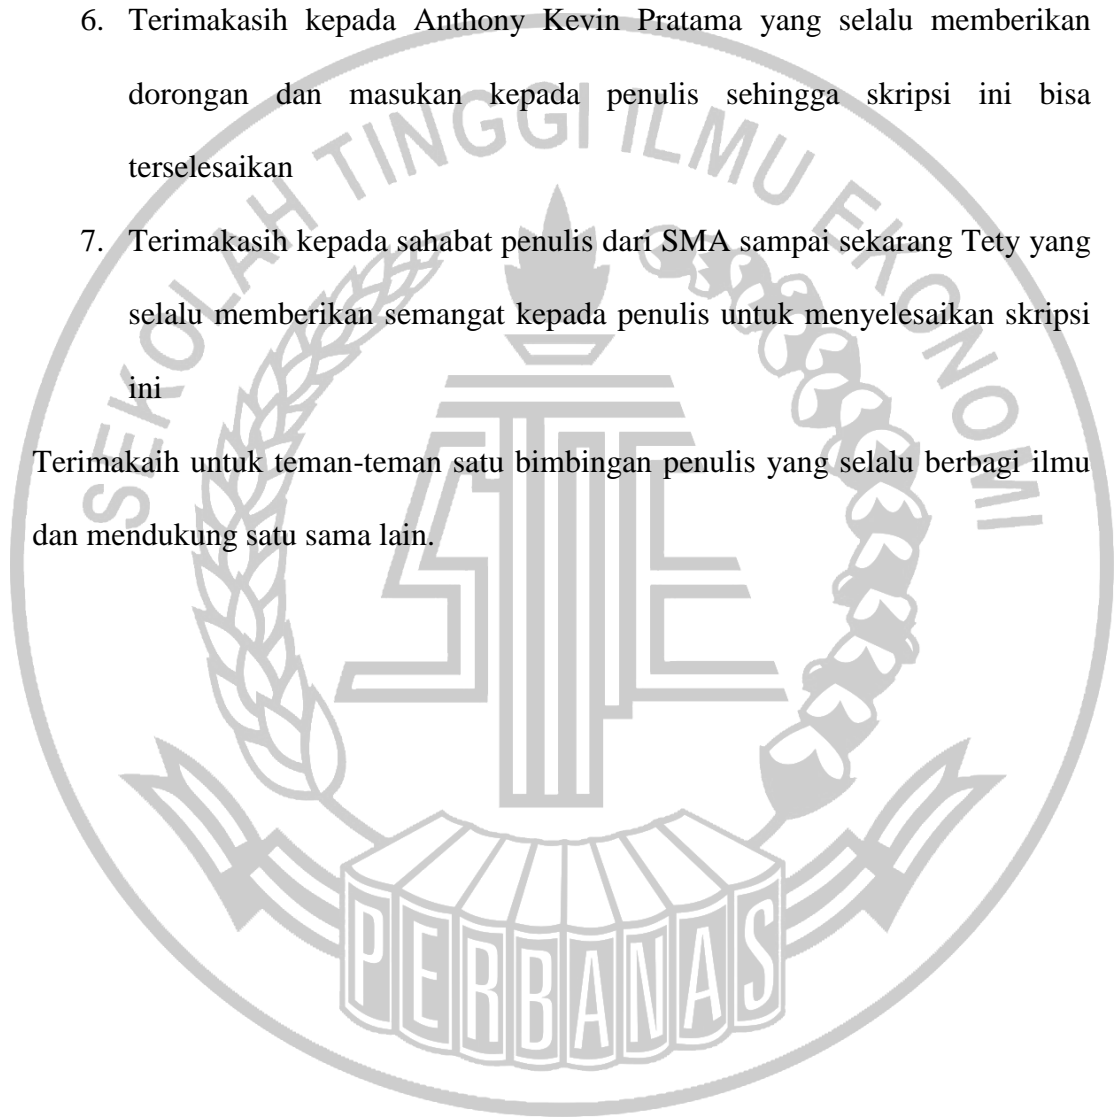 6. Terimakasih kepada Anthony Kevin Pratama yang selalu memberikan
dorongan dan masukan kepada penulis sehingga skripsi ini bisa
terselesaikan
7. Terimakasih kepada sahabat penulis dari SMA sampai sekarang Tety yang
selalu memberikan semangat kepada penulis untuk menyelesaikan skripsi
ini
Terimakaih untuk teman-teman satu bimbingan penulis yang selalu berbagi ilmu
dan mendukung satu sama lain.
SEKOLAH TINGGI ILMU EKONOMI
PERBANAS